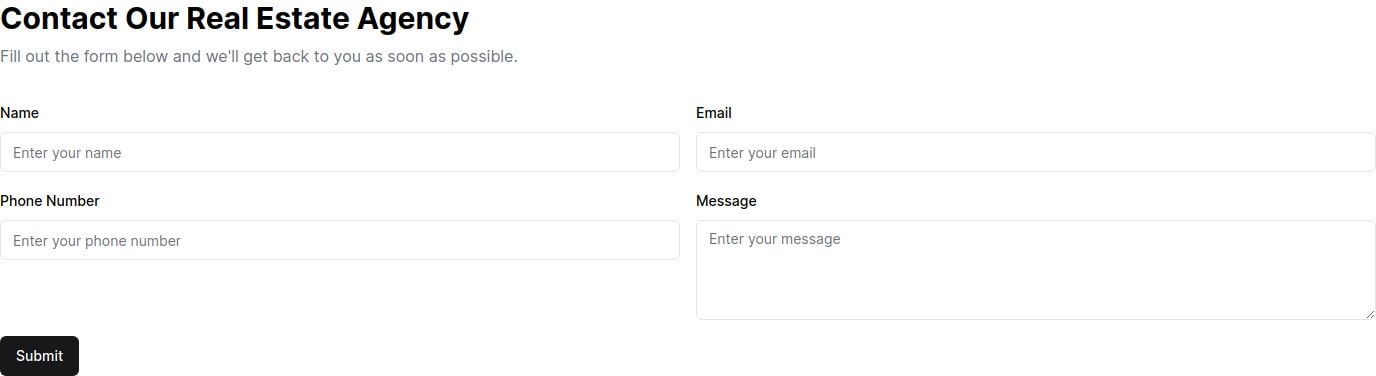 Contact Our Real Estate Agency
Fill out the form below and we'll get back to you as soon as possible.
Name
Enter your name
Email
Enter your email
Phone Number
Enter your phone number
Message
Enter your message
Submit